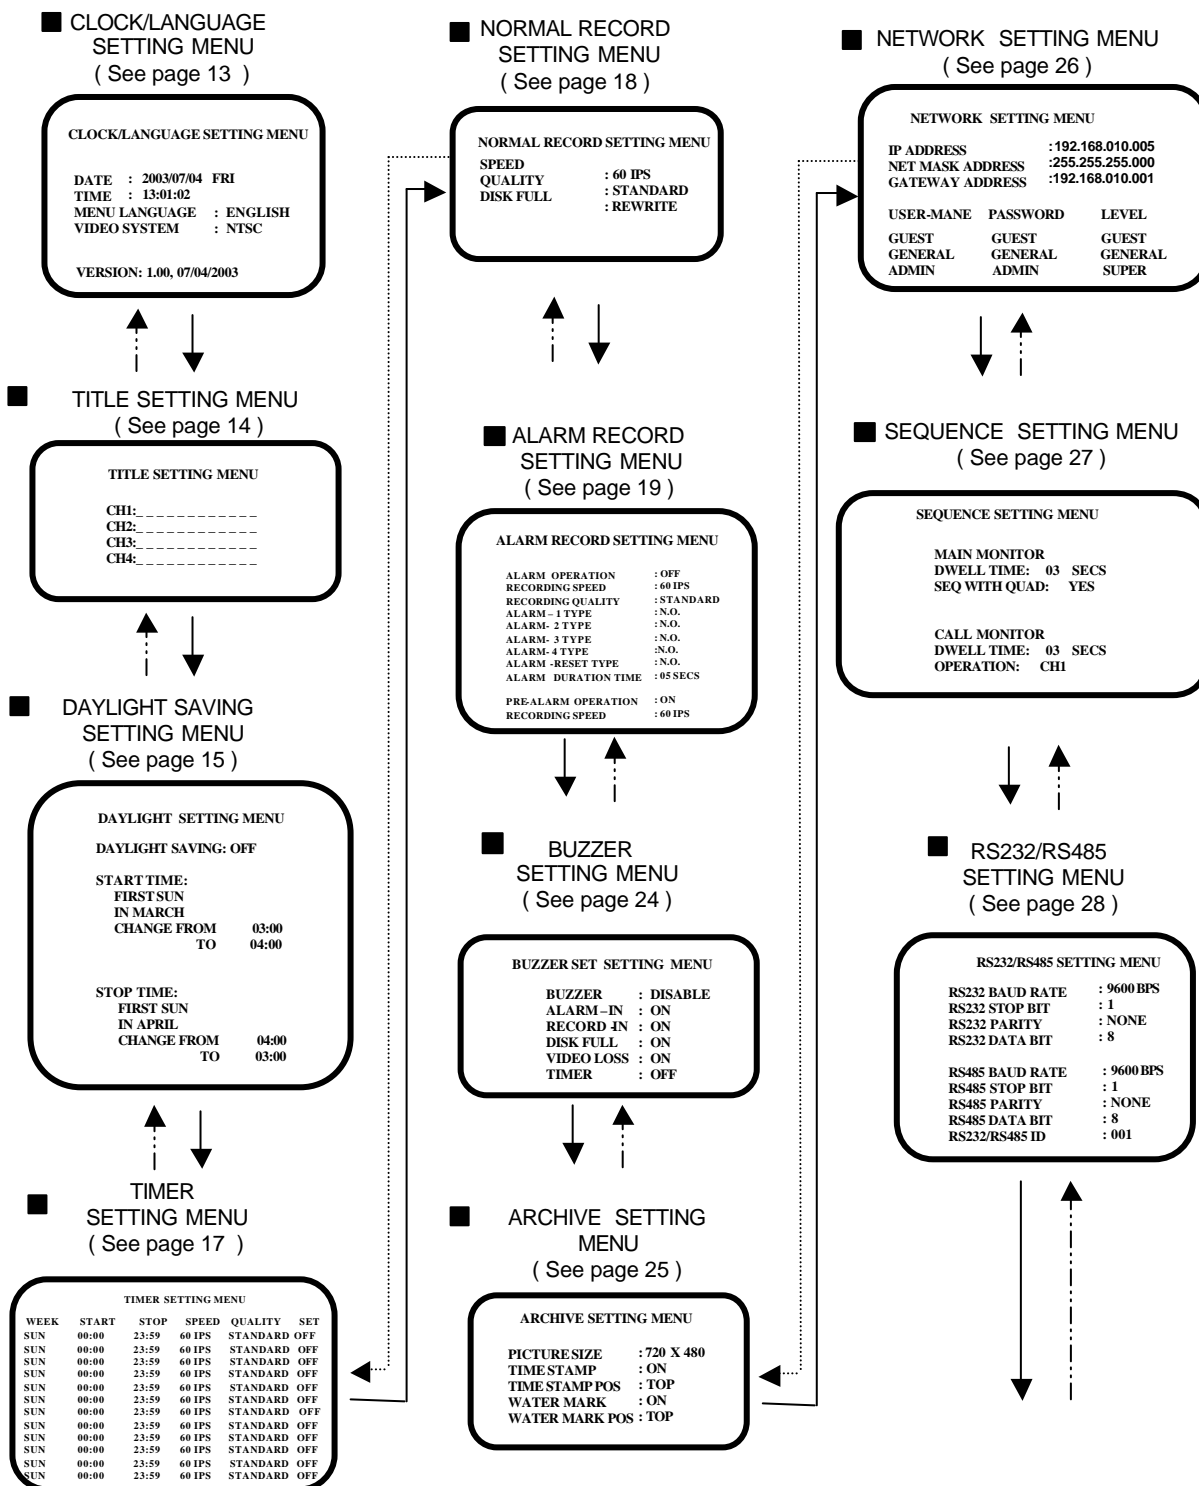 CLOCK/LANGUAGE
SETTING MENU
( See page 13 )
CLOCK/LANGUAGE SETTING MENU
DATE : 2003/07/04 FRI
TIME : 13:01:02
MENU LANGUAGE : ENGLISH
VIDEO SYSTEM : NTSC
VERSION: 1.00, 07/04/2003
TITLE SETTING MENU
( See page 14 )
TITLE SETTING MENU
CH1:_ _ _ _ _ _ _ _ _ _ _ _
CH2:_ _ _ _ _ _ _ _ _ _ _ _
CH3:_ _ _ _ _ _ _ _ _ _ _ _
CH4:_ _ _ _ _ _ _ _ _ _ _ _
DAYLIGHT SAVING
SETTING MENU
( See page 15 )
DAYLIGHT SETTING MENU
DAYLIGHT SAVING: OFF
START TIME:
FIRST SUN
IN MARCH
CHANGE FROM 03:00
TO 04:00
STOP TIME:
FIRST SUN
IN APRIL
CHANGE FROM 04:00
TO 03:00
TIMER
SETTING MENU
( See page 17 )
TIMER SETTING MENU
WEEK START STOP SPEED QUALITY SET
SUN 00:00 23:59 60 IPS STANDARD OFF
SUN 00:00 23:59 60 IPS STANDARD OFF
SUN 00:00 23:59 60 IPS STANDARD OFF
SUN 00:00 23:59 60 IPS STANDARD OFF
SUN 00:00 23:59 60 IPS STANDARD OFF
SUN 00:00 23:59 60 IPS STANDARD OFF
SUN 00:00 23:59 60 IPS STANDARD OFF
SUN 00:00 23:59 60 IPS STANDARD OFF
SUN 00:00 23:59 60 IPS STANDARD OFF
SUN 00:00 23:59 60 IPS STANDARD OFF
SUN 00:00 23:59 60 IPS STANDARD OFF
SUN 00:00 23:59 60 IPS STANDARD OFF
NORMAL RECORD
SETTING MENU
( See page 18 )
NORMAL RECORD SETTING MENU
SPEED
QUALITY : 60 IPS
DISK FULL : STANDARD
: REWRITE
ALARM RECORD
SETTING MENU
( See page 19 )
ALARM RECORD SETTING MENU
ALARM OPERATION : OFF
RECORDING SPEED : 60 IPS
RECORDING QUALITY : STANDARD
ALARM – 1 TYPE : N.O.
ALARM- 2 TYPE : N.O.
ALARM- 3 TYPE : N.O.
ALARM- 4 TYPE :N.O.
ALARM -RESET TYPE : N.O.
ALARM DURATION TIME : 05 SECS
PRE-ALARM OPERATION : ON
RECORDING SPEED : 60 IPS
BUZZER
SETTING MENU
( See page 24 )
BUZZER SET SETTING MENU
BUZZER : DISABLE
ALARM–IN : ON
RECORD -IN : ON
DISK FULL : ON
VIDEO LOSS : ON
TIMER : OFF
ARCHIVE SETTING
MENU
( See page 25 )
ARCHIVE SETTING MENU
PICTURE SIZE : 720 X 480
TIME STAMP : ON
TIME STAMP POS : TOP
WATER MARK : ON
WATER MARK POS : TOP
NETWORK SETTING MENU
( See page 26 )
NETWORK SETTING MENU
IP ADDRESS :192.168.010.005
NET MASK ADDRESS :255.255.255.000
GATEWAY ADDRESS :192.168.010.001
USER-MANE PASSWORD LEVEL
GUEST GUEST GUEST
GENERAL GENERAL GENERAL
ADMIN ADMIN SUPER
SEQUENCE SETTING MENU
( See page 27 )
SEQUENCE SETTING MENU
MAIN MONITOR
DWELL TIME: 03 SECS
SEQ WITH QUAD: YES
CALL MONITOR
DWELL TIME: 03 SECS
OPERATION: CH1
RS232/RS485
SETTING MENU
( See page 28 )
RS232/RS485 SETTING MENU
RS232 BAUD RATE : 9600 BPS
RS232 STOP BIT : 1
RS232 PARITY : NONE
RS232 DATA BIT : 8
RS485 BAUD RATE : 9600 BPS
RS485 STOP BIT : 1
RS485 PARITY : NONE
RS485 DATA BIT : 8
RS232/RS485 ID : 001